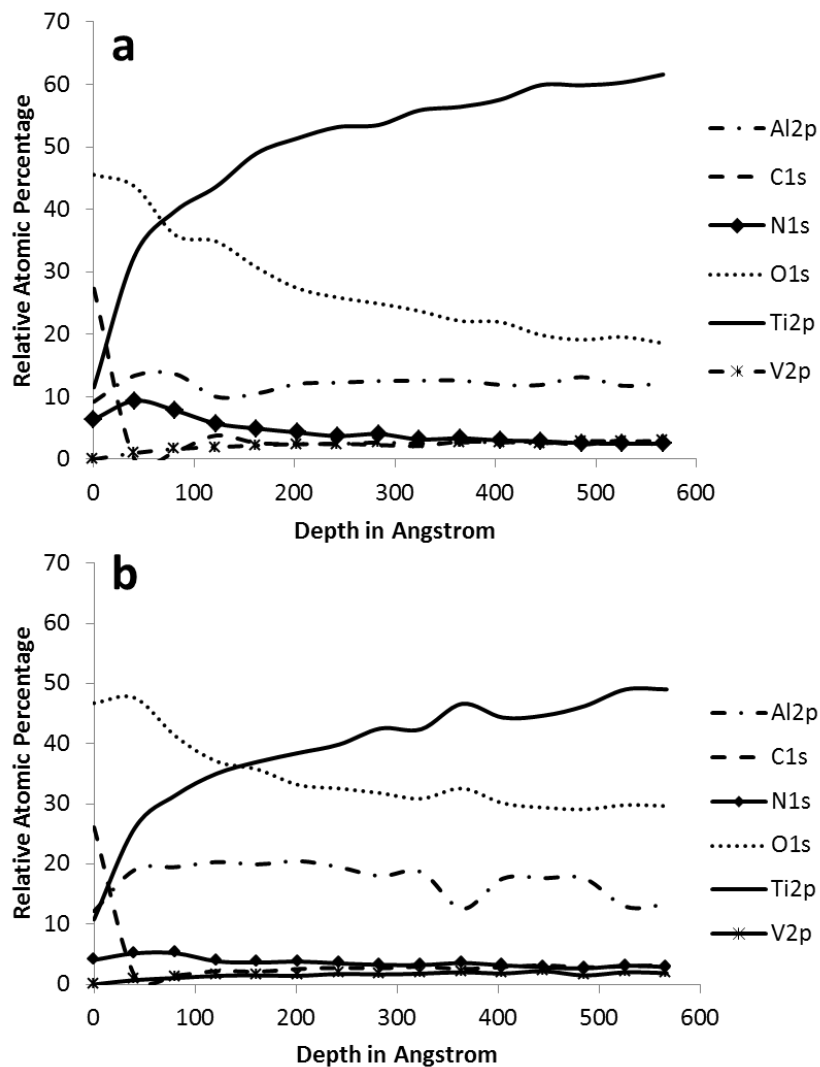 a
70
60
50
40
30
20
10
0
Relative Atomic Percentage
0 100 200 300 400 500 600
Depth in Angstrom
Al2p
C1s
N1s
O1s
Ti2p
V2p
b
70
60
50
40
30
20
10
0
Relative Atomic Percentage
0 100 200 300 400 500 600
Depth in Angstrom
Al2p
C1s
N1s
O1s
Ti2p
V2p